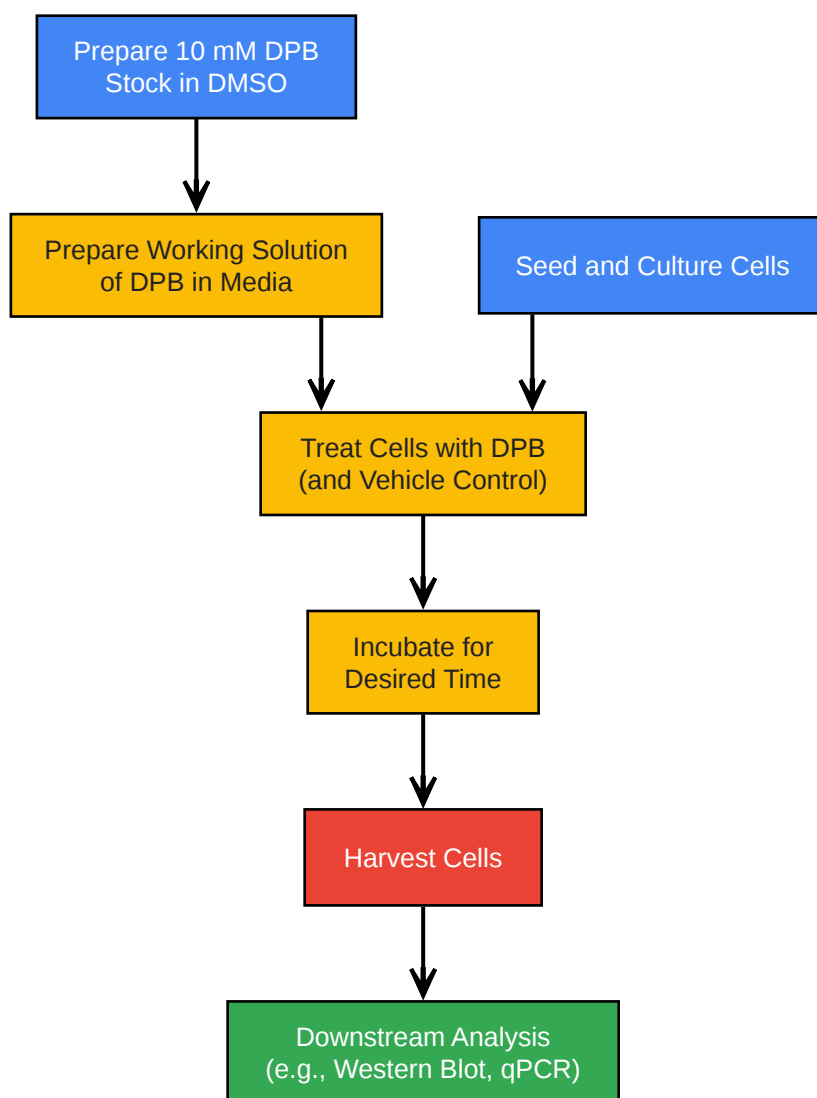 Prepare 10 mM DPB
Stock in DMSO
Prepare Working Solution
of DPB in Media
Seed and Culture Cells
Treat Cells with DPB
(and Vehicle Control)
Incubate for
Desired Time
Harvest Cells
Downstream Analysis
(e.g., Western Blot, qPCR)